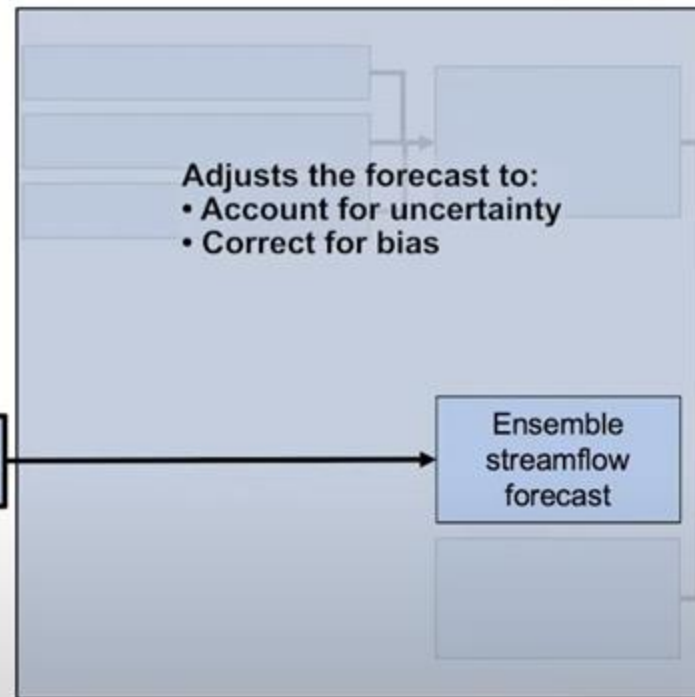 Adjusts the forecast to:
• Account for uncertainty
• Correct for bias
Ensemble
streamflow
forecast